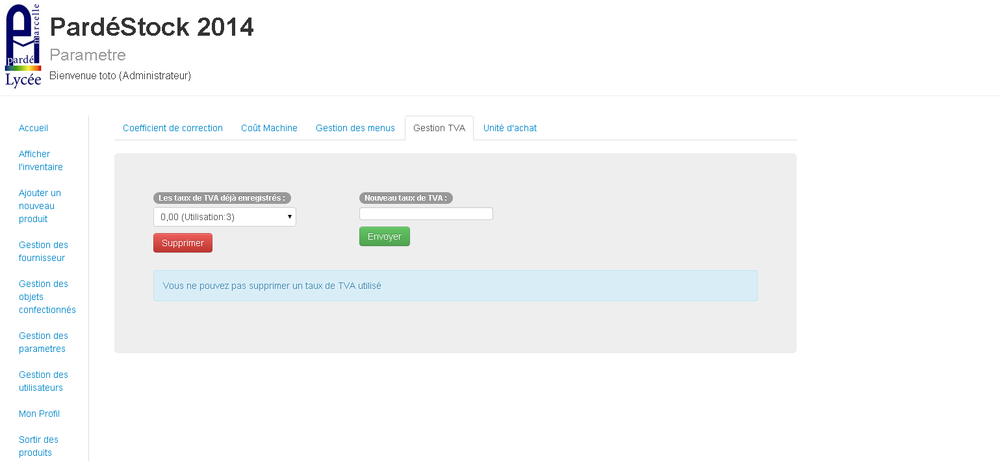 marcelle
pardé
Lycée
PardéStock 2014
Parametre
Bienvenue toto (Administrateur)
Accueil
Afficher
l'inventaire
Ajouter un
nouveau
produit
Gestion des
fournisseur
Gestion des
objets
confectionnés
Gestion des
parametres
Gestion des
utilisateurs
Mon Profil
Sortir des
produits
Coefficient de correction
Coût Machine
Gestion des menus
Gestion TVA
Unité d'achat
Les taux de TVA déjà enregistrés :
0,00 (Utilisation:3)
Supprimer
Nouveau taux de TVA :
Envoyer
Vous ne pouvez pas supprimer un taux de TVA utilisé